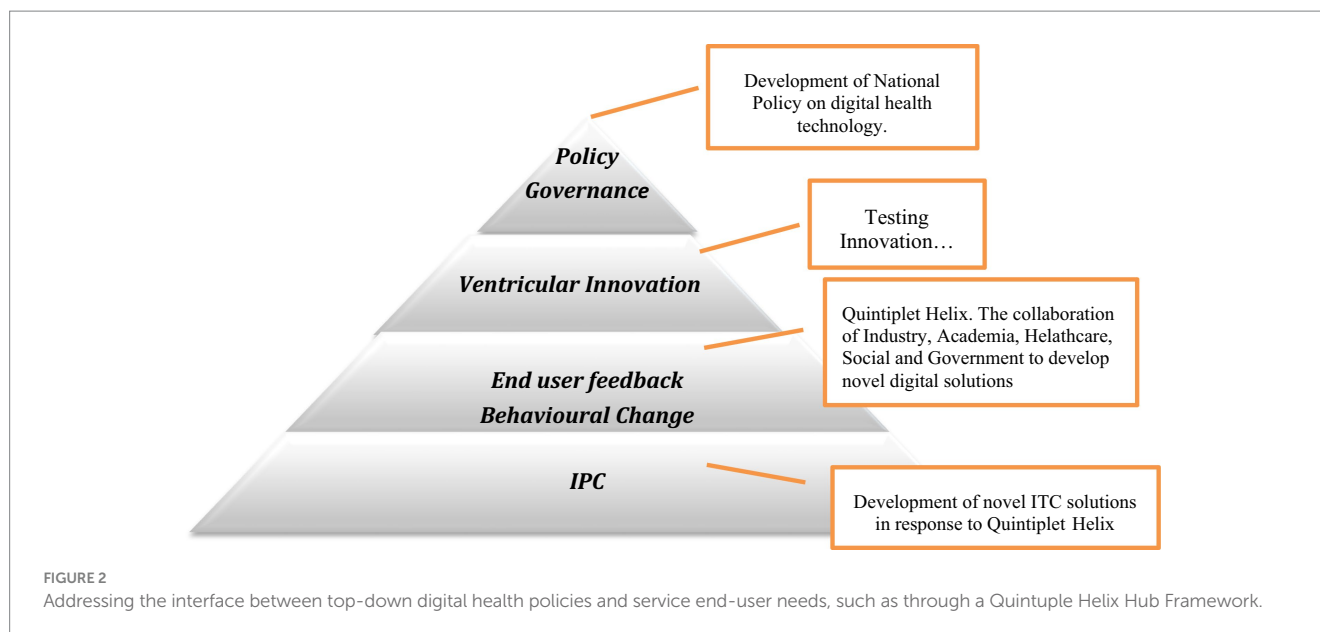 Development of National
Policy on digital health
technology.
Policy
Governance
Testing
Innovation…
Ventricular Innovation
Quintiplet Helix. The collaboration
of Industry, Academia, Helathcare,
Social and Government to develop
novel digital solutions
End user feedback
Behavioural Change
IPC
Development of novel ITC solutions
in response to Quintiplet Helix
FIGURE 2
Addressing the interface between top-down digital health policies and service end-user needs, such as through a Quintuple Helix Hub Framework.